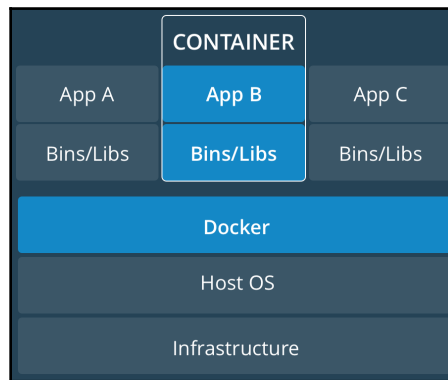 CONTAINER
App A App B App C
Bins/Libs Bins/Libs Bins/Libs
Docker
Host OS
Infrastructure